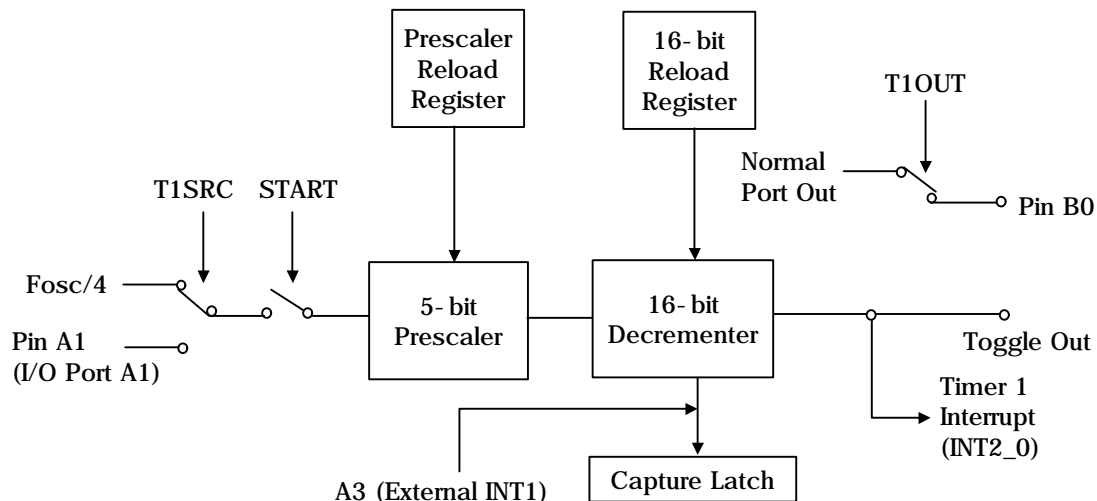 Prescaler
Reload
Register
16-bit
Reload
Register
T1OUT
Normal
Port Out
Pin B0
T1SRC
START
Fosc/4
Pin A1
(I/O Port A1)
5-bit
Prescaler
16-bit
Decrementer
Toggle Out
Timer 1
Interrupt
(INT2_0)
A3 (External INT1)
Capture Latch